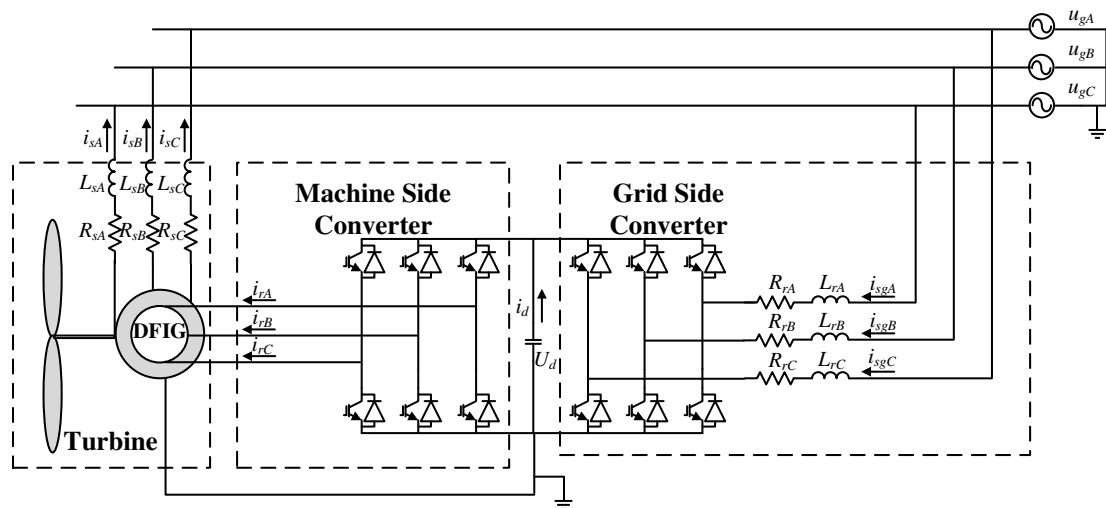 u_gA
u_gB
u_gC
i_sA i_sB i_sC
L_sA L_sB L_sC
R_sA R_sB R_sC
DFIG
Turbine
Machine Side
Converter
i_rA
i_rB
i_rC
i_d
U_d
Grid Side
Converter
R_rA L_rA i_sgA
R_rB L_rB i_sgB
R_rC L_rC i_sgC